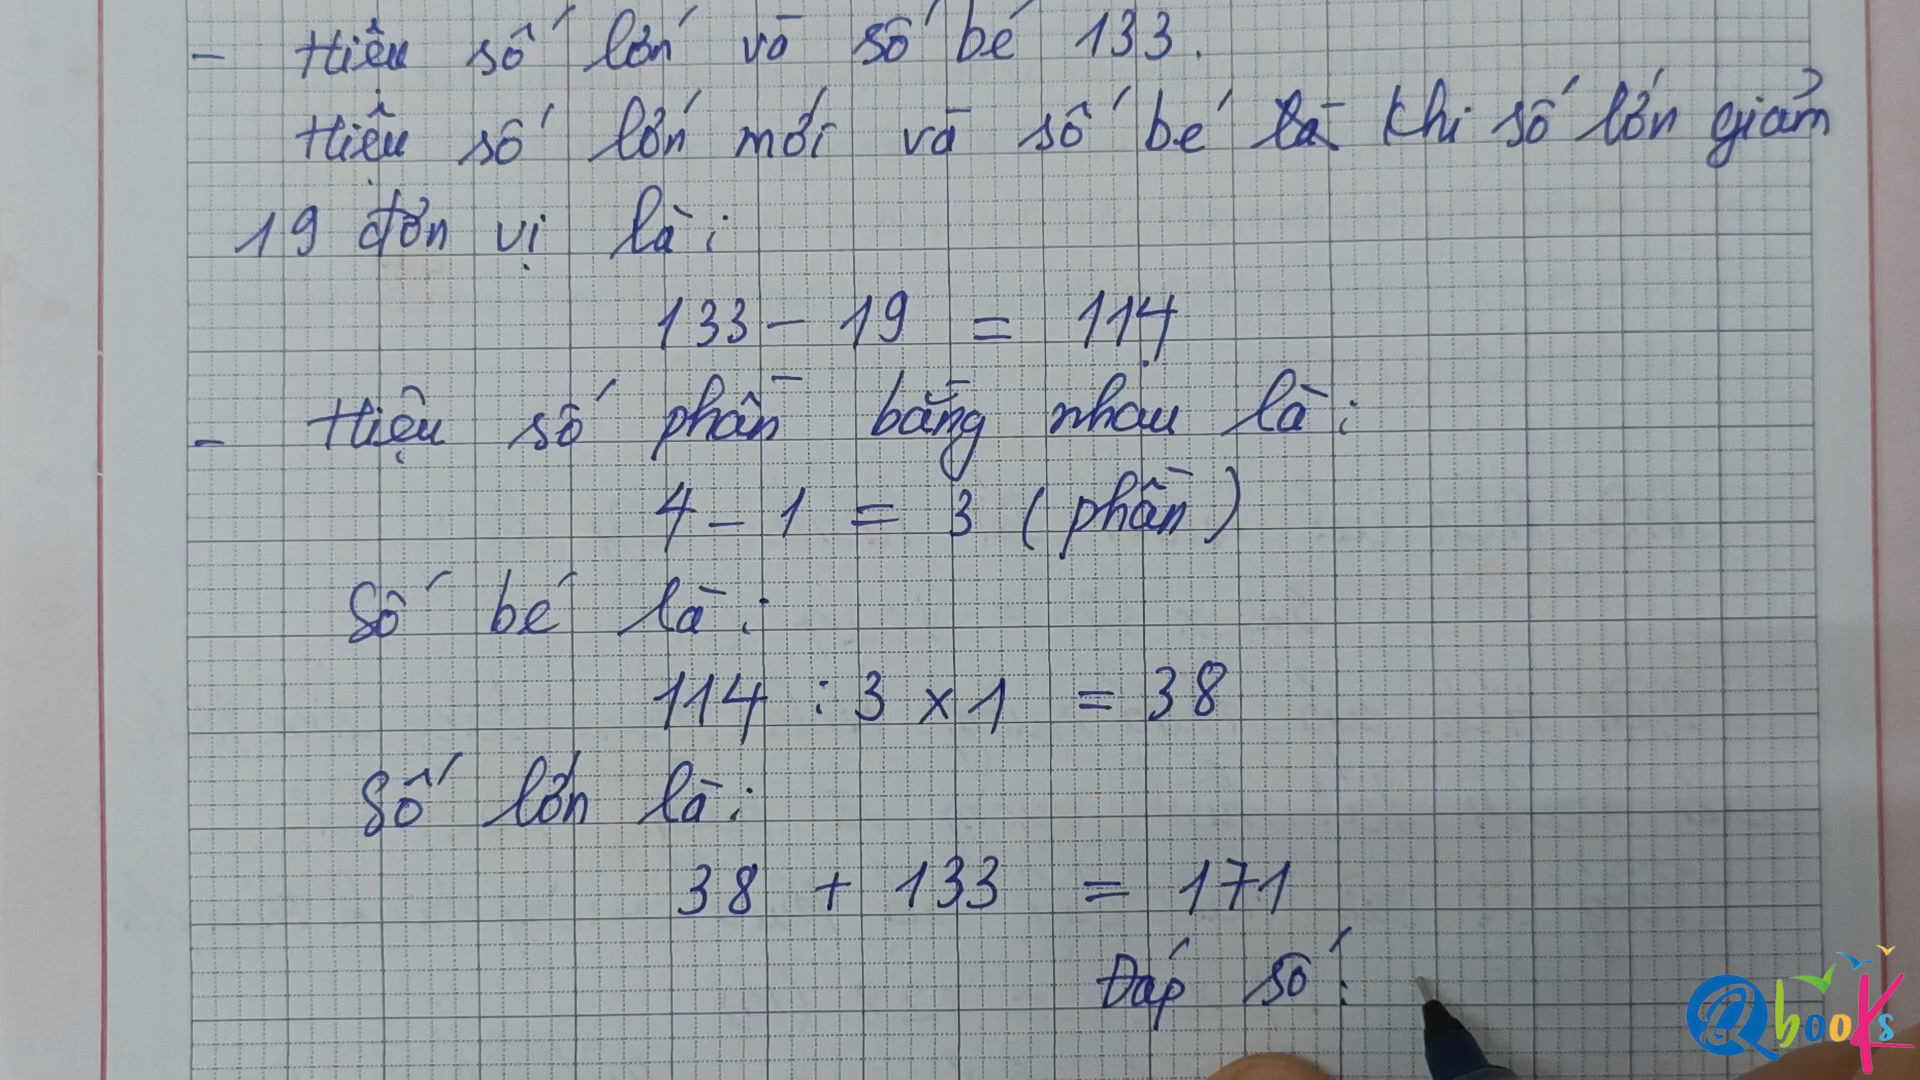 - Hiệu số lớn và số bé 133.
Hiệu số lớn mới và số bé là khi số lớn giảm
19 đơn vị là:
133 - 19 = 114
- Hiệu số phần bằng nhau là:
4 - 1 = 3 (phần)
Số bé là:
114 : 3 x 1 = 38
Số lớn là:
38 + 133 = 171
Đáp số:
Qbooks